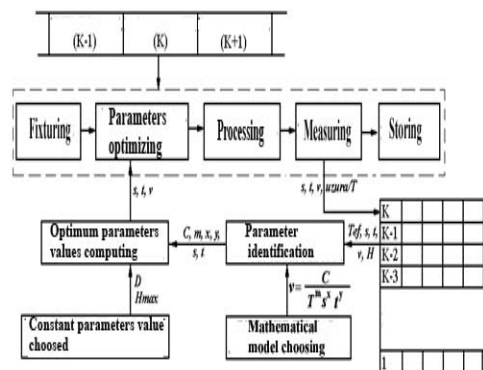 (K-1) (K) (K+1)
Fixturing
Parameters
optimizing
Processing
Measuring
Storing
s, t, v
s, t, v, uzura/T
Optimum parameters
values computing
C, m, x, y,
s, t
Parameter
identification
Tef, s, t,
v, H
K
K-1
K-2
K-3
1
D
Hmax
v= C / T^m s^x t^y
Constant parameters value
choosed
Mathematical
model choosing